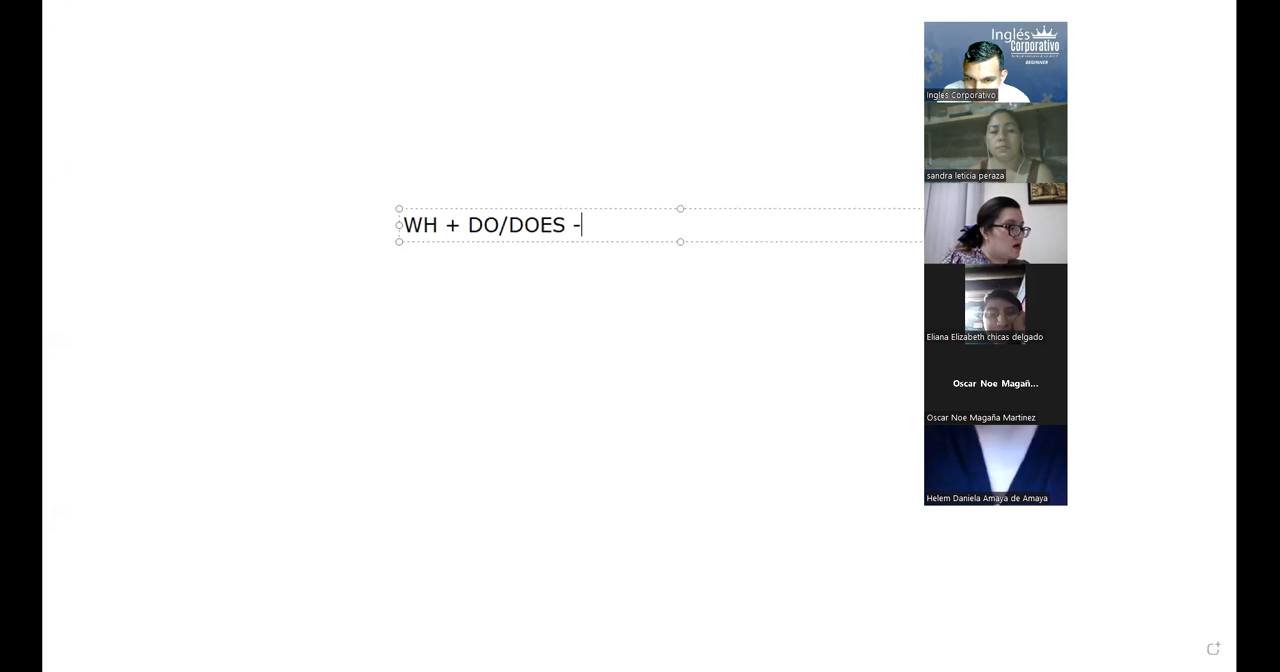 WH + DO/DOES -
Inglés
Corporativo
BEGINNER
Inglés Corporativo
sandra leticia peraza
Eliana Elizabeth chicas delgado
Oscar Noe Magañ...
Oscar Noe Magaña Martinez
Helem Daniela Amaya de Amaya